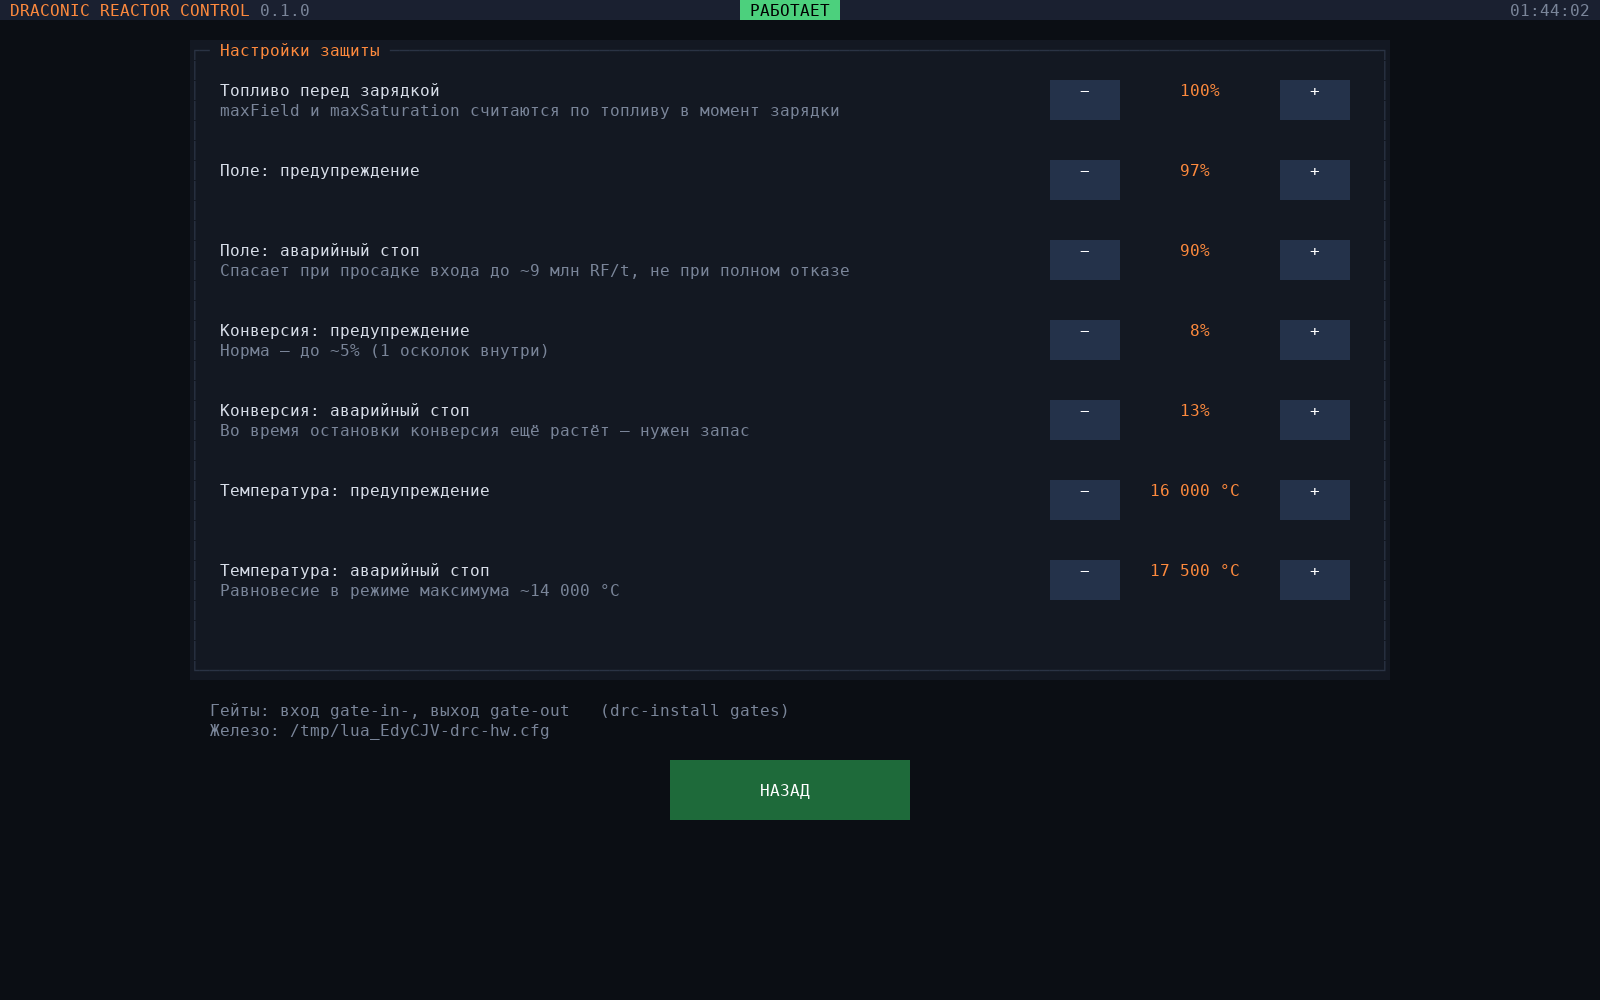 DRACONIC REACTOR CONTROL 0.1.0 РАБОТАЕТ 01:44:02
Настройки защиты
Топливо перед зарядкой − 100% +
maxField и maxSaturation считаются по топливу в момент зарядки
Поле: предупреждение − 97% +
Поле: аварийный стоп − 90% +
Спасает при просадке входа до ~9 млн RF/t, не при полном отказе
Конверсия: предупреждение − 8% +
Норма — до ~5% (1 осколок внутри)
Конверсия: аварийный стоп − 13% +
Во время остановки конверсия ещё растёт — нужен запас
Температура: предупреждение − 16 000 °C +
Температура: аварийный стоп − 17 500 °C +
Равновесие в режиме максимума ~14 000 °C
Гейты: вход gate-in-, выход gate-out (drc-install gates)
Железо: /tmp/lua_EdyCJV-drc-hw.cfg
НАЗАД